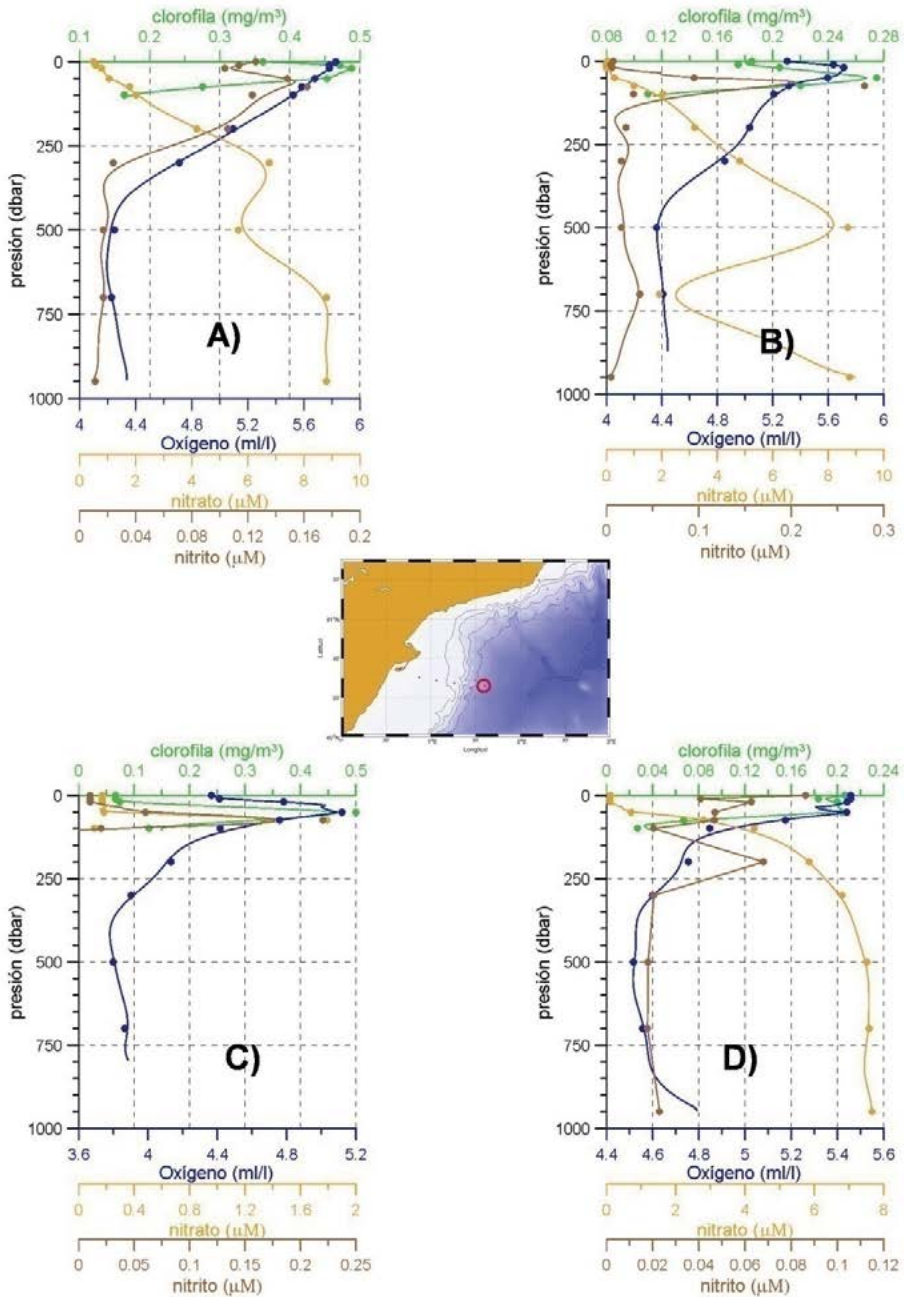 clorofila (mg/m³)
0.1 0.2 0.3 0.4 0.5
0
250
500
750
1000
presión (dbar)
A)
4 4.4 4.8 5.2 5.6 6
Oxígeno (ml/l)
0 2 4 6 8 10
nitrato (µM)
0 0.04 0.08 0.12 0.16 0.2
nitrito (µM)
clorofila (mg/m³)
0.08 0.12 0.16 0.2 0.24 0.28
0
250
500
750
1000
presión (dbar)
B)
4 4.4 4.8 5.2 5.6 6
Oxígeno (ml/l)
0 2 4 6 8 10
nitrato (µM)
0 0.1 0.2 0.3
nitrito (µM)
Latitud
Longitud
clorofila (mg/m³)
0 0.1 0.2 0.3 0.4 0.5
0
250
500
750
1000
presión (dbar)
C)
3.6 4 4.4 4.8 5.2
Oxígeno (ml/l)
0 0.4 0.8 1.2 1.6 2
nitrato (µM)
0 0.05 0.1 0.15 0.2 0.25
nitrito (µM)
clorofila (mg/m³)
0 0.04 0.08 0.12 0.16 0.2 0.24
0
250
500
750
1000
presión (dbar)
D)
4.4 4.6 4.8 5 5.2 5.4 5.6
Oxígeno (ml/l)
0 2 4 6 8
nitrato (µM)
0 0.02 0.04 0.06 0.08 0.1 0.12
nitrito (µM)